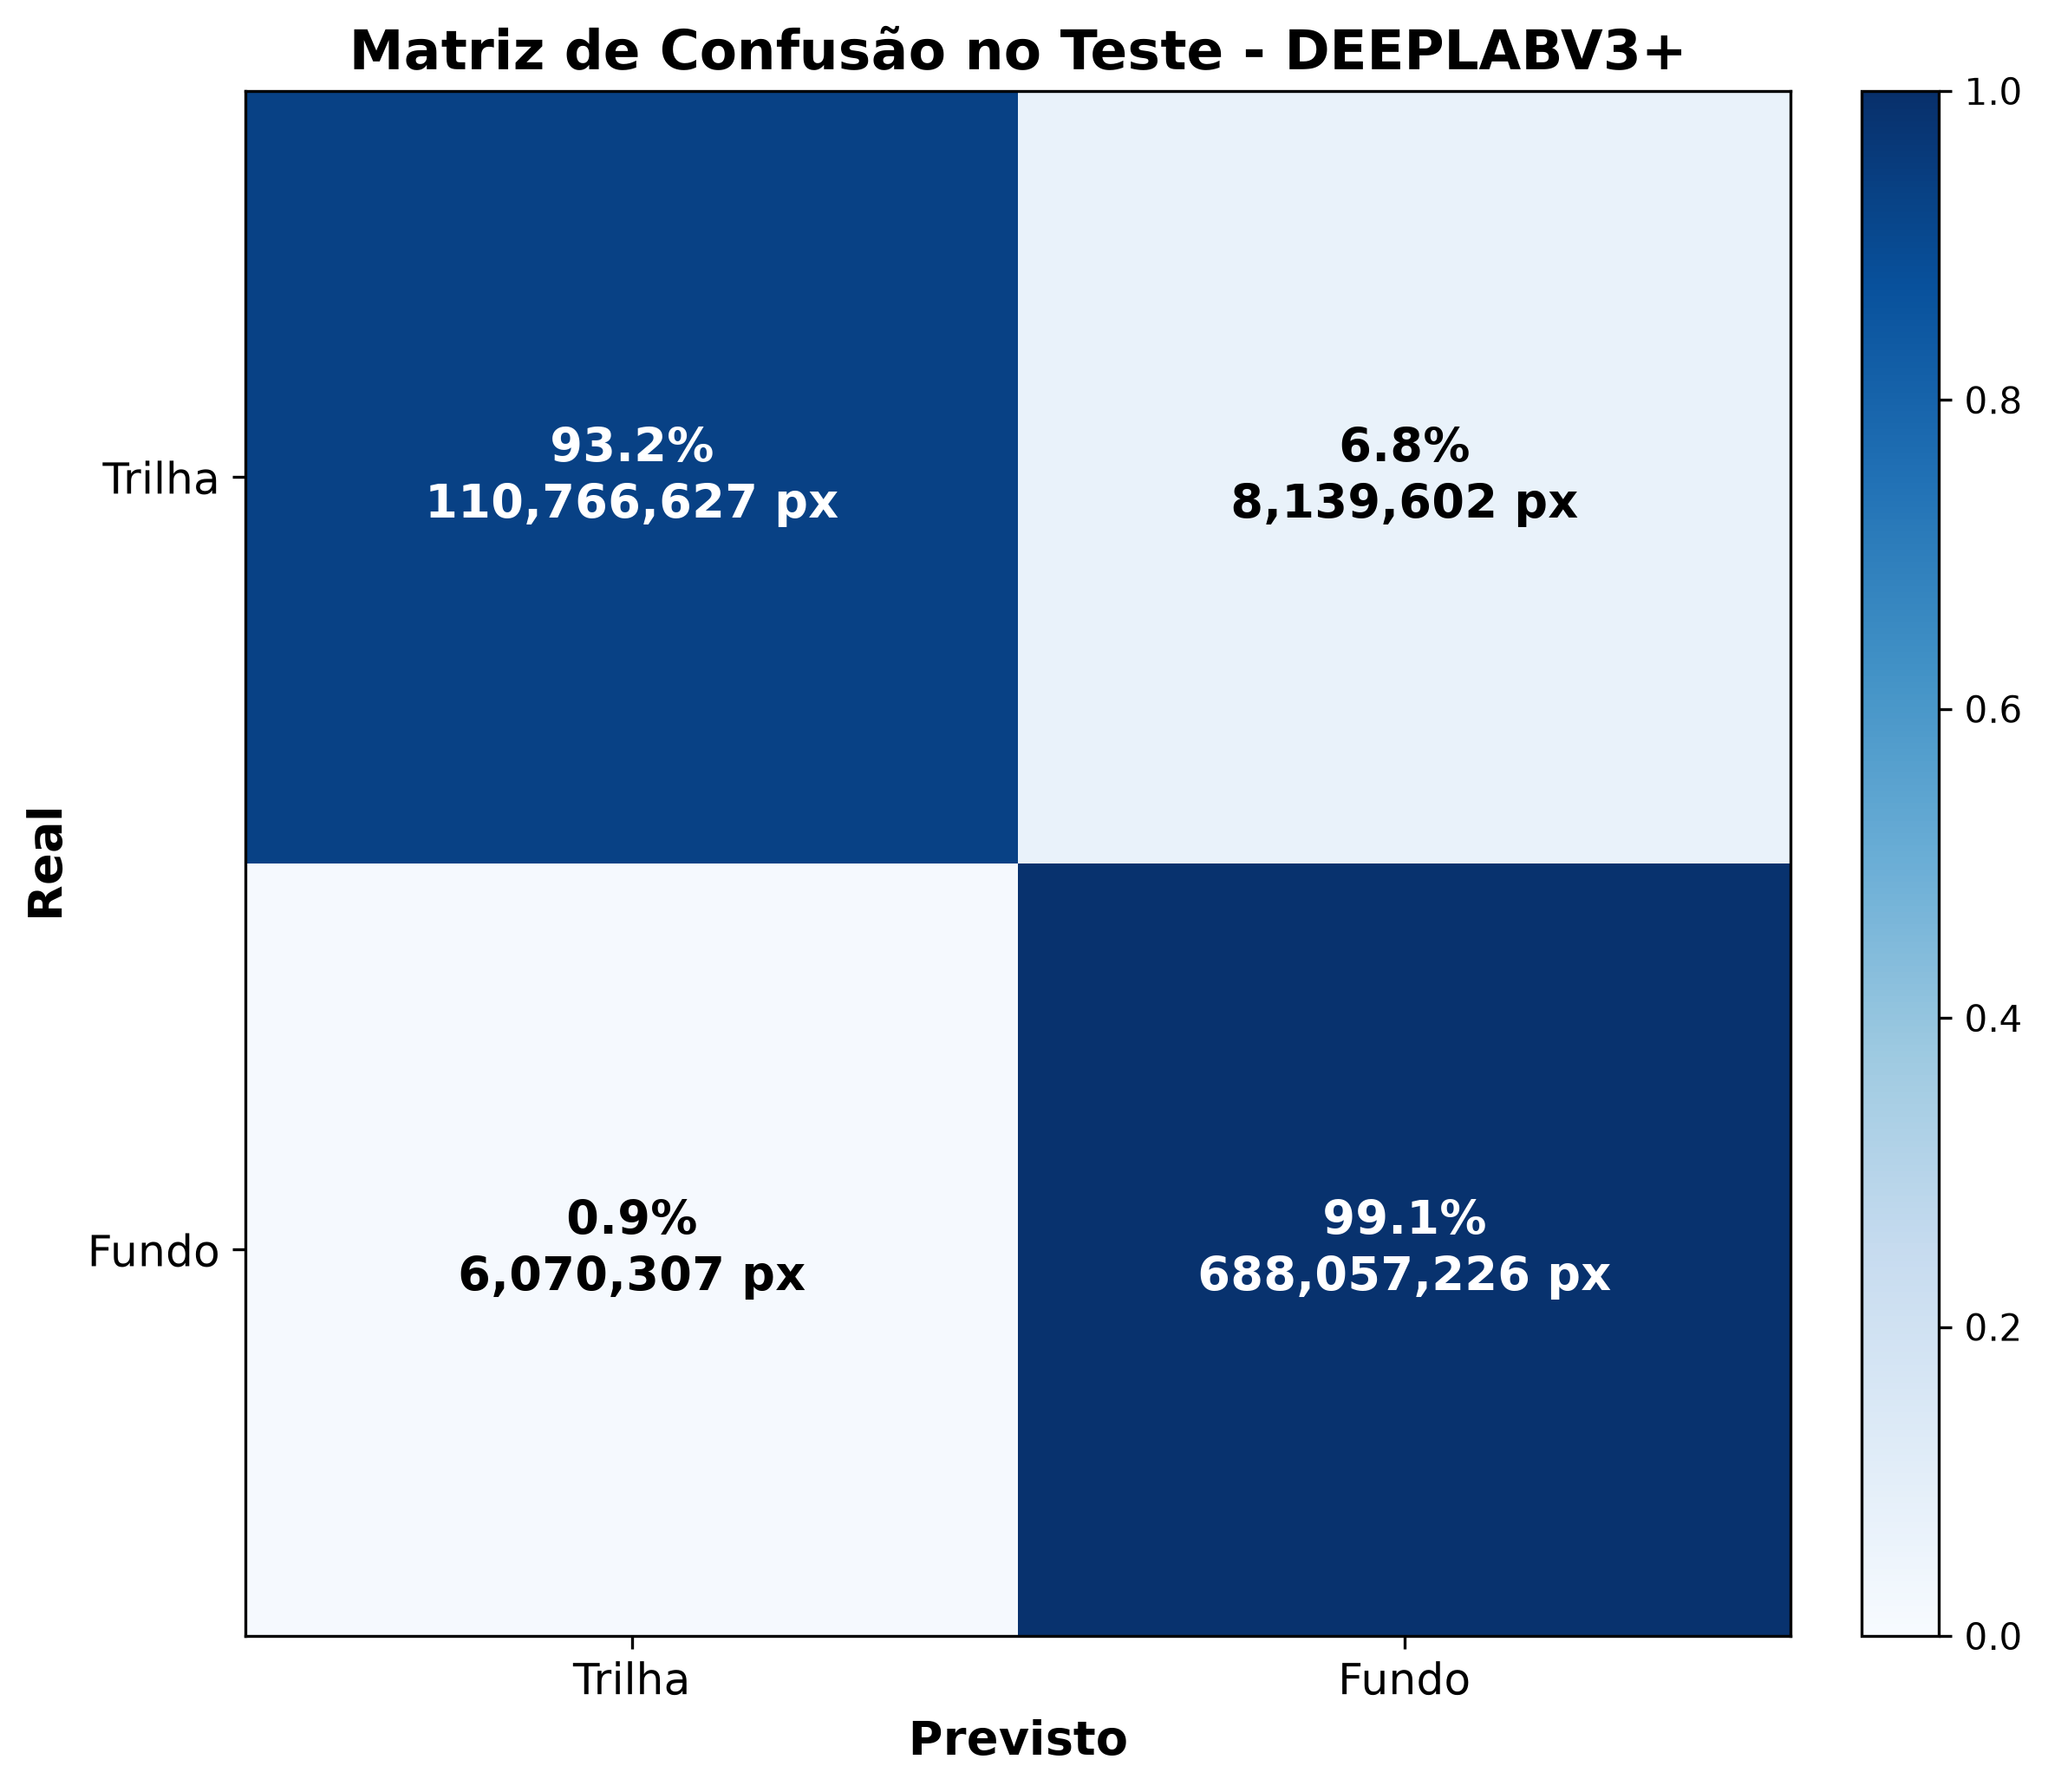 Matriz de Confusão no Teste - DEEPLABV3+
1.0
0.8
0.6
0.4
0.2
0.0
Real
Trilha
Fundo
93.2%
110,766,627 px
6.8%
8,139,602 px
0.9%
6,070,307 px
99.1%
688,057,226 px
Trilha
Fundo
Previsto